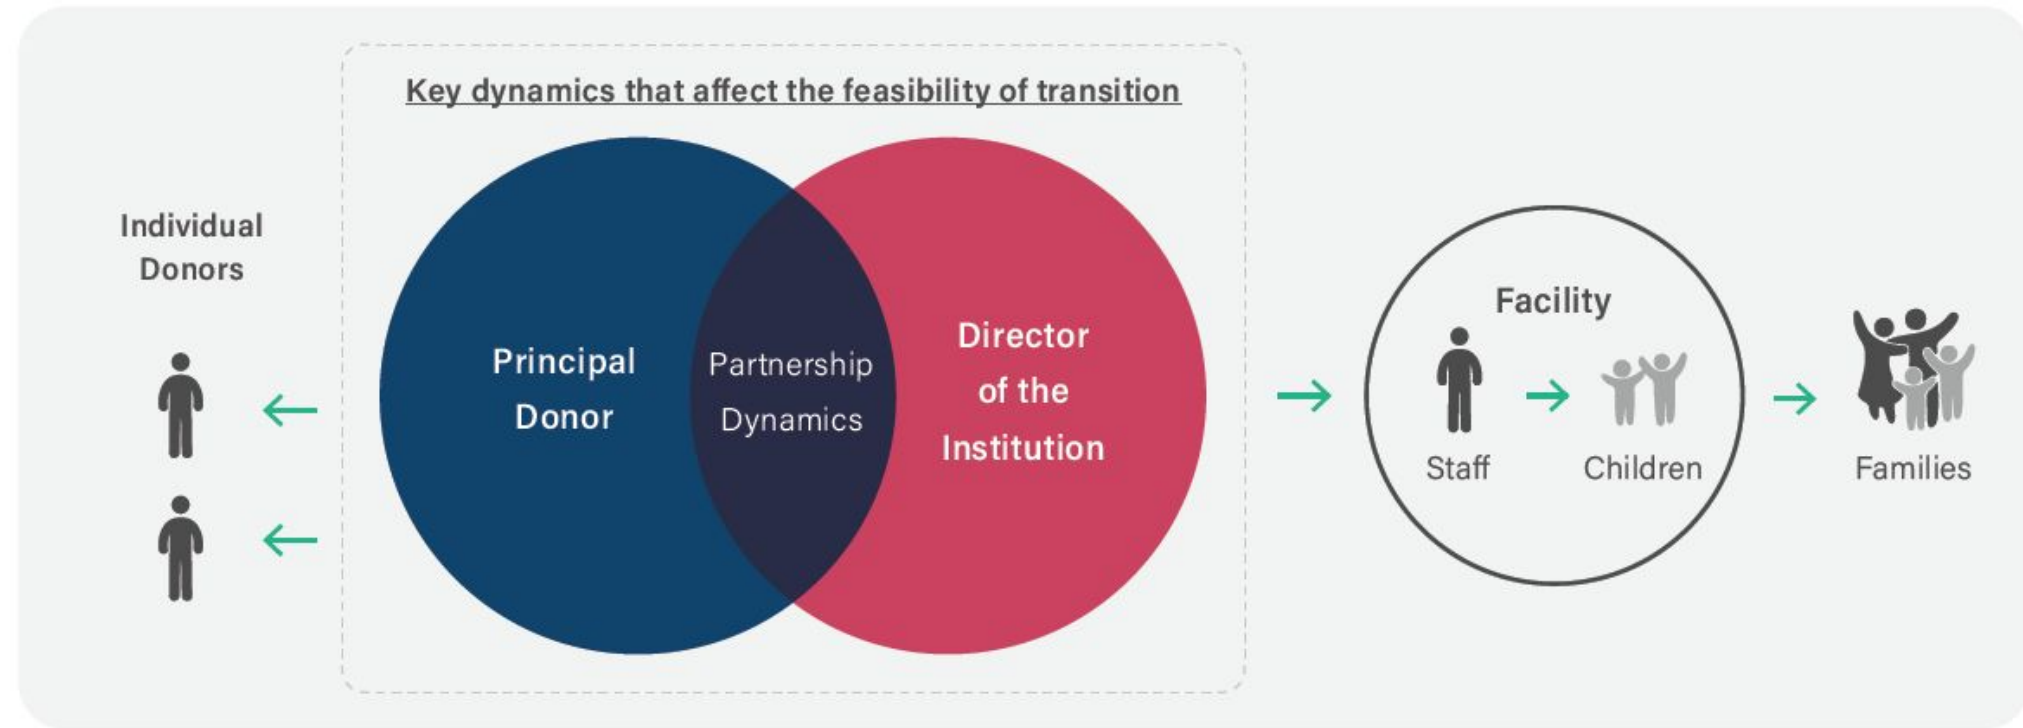 Key dynamics that affect the feasibility of transition
Individual
Donors
Principal
Donor
Partnership
Dynamics
Director
of the
Institution
Facility
Staff
Children
Families